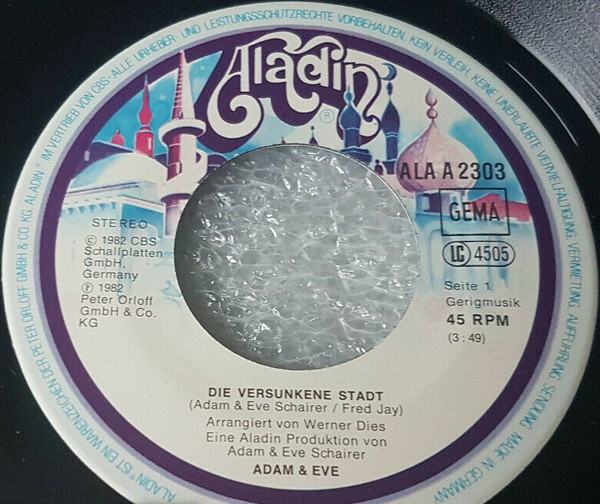 ALADIN® IST EIN WARENZEICHEN DER PETER ORLOFF GMBH & CO. KG. ALADIN® IM VERTRIEB VON CBS • ALLE URHEBER- UND LEISTUNGSSCHUTZRECHTE VORBEHALTEN. KEIN VERLEIH, KEINE UNERLAUBTE VERVIELFÄLTIGUNG, VERMIETUNG, AUFFÜHRUNG, SENDUNG. MADE IN GERMANY
Aladin
®
ALA A 2303
GEMA
LC 4505
STEREO
© 1982 CBS
Schallplatten
GmbH,
Germany
℗ 1982
Peter Orloff
GmbH & Co.
KG
Seite 1
Gerigmusik
45 RPM
(3:49)
DIE VERSUNKENE STADT
(Adam & Eve Schairer / Fred Jay)
Arrangiert von Werner Dies
Eine Aladin Produktion von
Adam & Eve Schairer
ADAM & EVE